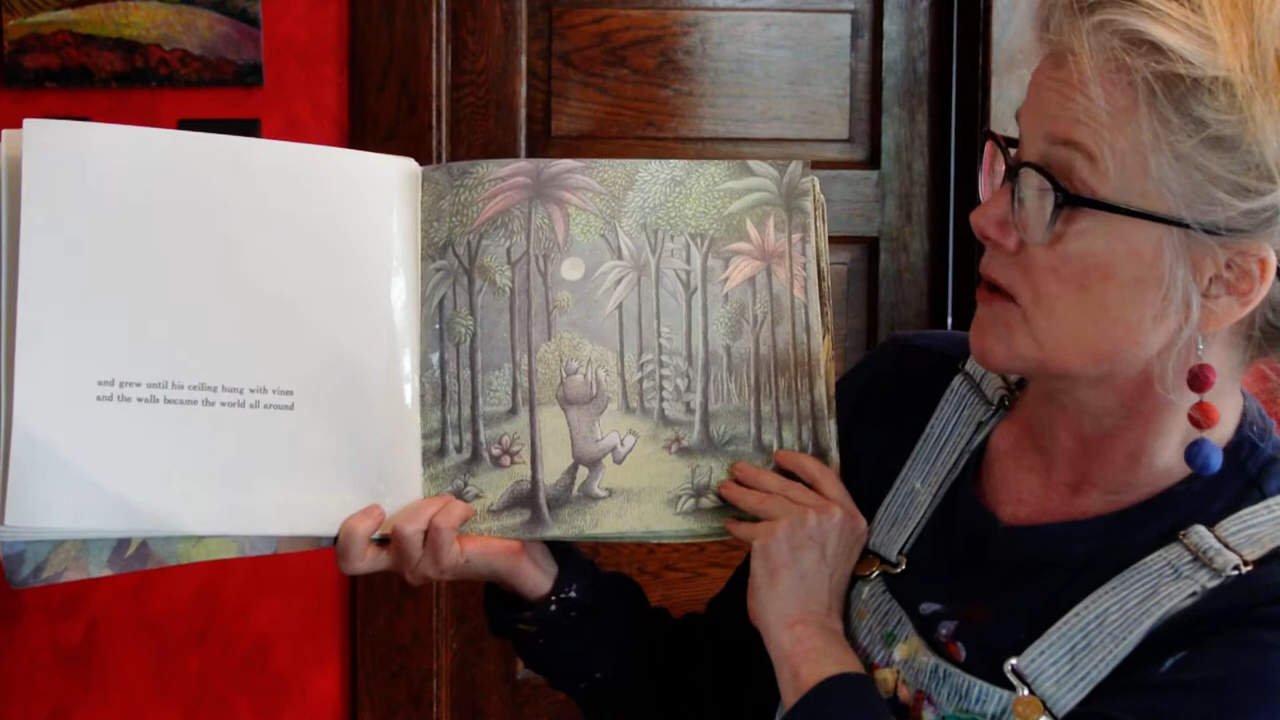 and grew until his ceiling hung with vines
and the walls became the world all around